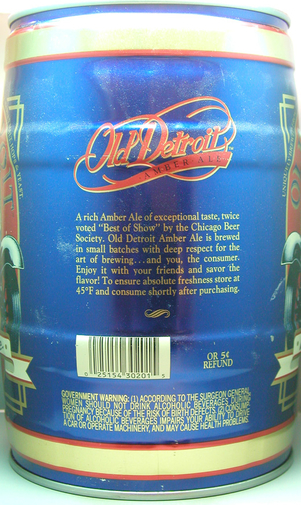 Old Detroit
AMBER ALE
A rich Amber Ale of exceptional taste, twice
voted "Best of Show" by the Chicago Beer
Society. Old Detroit Amber Ale is brewed
in small batches with deep respect for the
art of brewing...and you, the consumer.
Enjoy it with your friends and savor the
flavor! To ensure absolute freshness store at
45°F and consume shortly after purchasing.
0 25154 30201 5
OR 5¢
REFUND
GOVERNMENT WARNING: (1) ACCORDING TO THE SURGEON GENERAL,
WOMEN SHOULD NOT DRINK ALCOHOLIC BEVERAGES DURING
PREGNANCY BECAUSE OF THE RISK OF BIRTH DEFECTS. (2) CONSUMP-
TION OF ALCOHOLIC BEVERAGES IMPAIRS YOUR ABILITY TO DRIVE
A CAR OR OPERATE MACHINERY, AND MAY CAUSE HEALTH PROBLEMS.